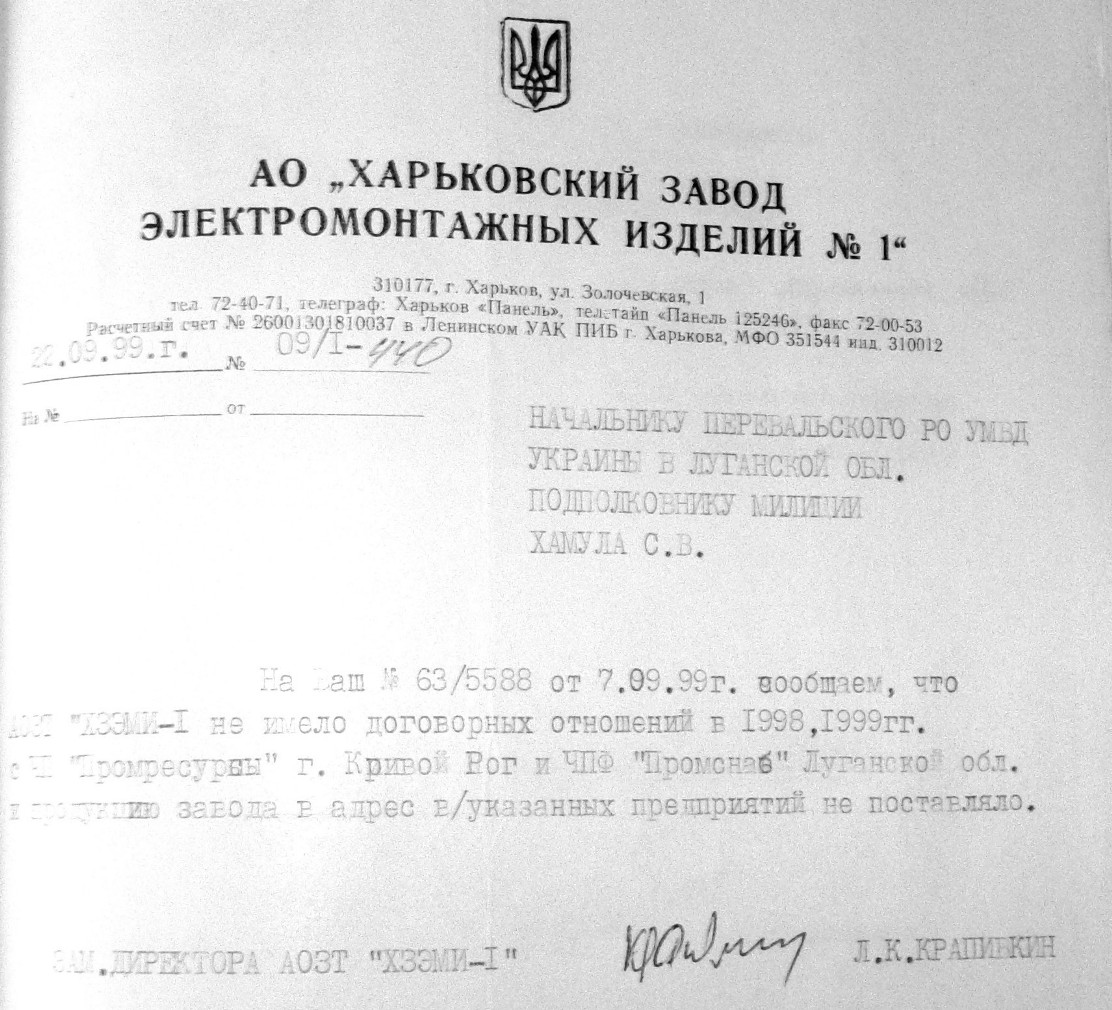 АО „ХАРЬКОВСКИЙ ЗАВОД
ЭЛЕКТРОМОНТАЖНЫХ ИЗДЕЛИЙ № 1“
310177, г. Харьков, ул. Золочевская, 1
тел. 72-40-71, телеграф: Харьков «Панель», телетайп «Панель 125246», факс 72-00-53
Расчетный счет № 26001301810037 в Ленинском УАК ПИБ г. Харькова, МФО 351544 инд. 310012
22.09.99.г. № 09/I-440
На № от
НАЧАЛЬНИКУ ПЕРЕВАЛЬСКОГО РО УМВД
УКРАИНЫ В ЛУГАНСКОЙ ОБЛ.
ПОДПОЛКОВНИКУ МИЛИЦИИ
ХАМУЛА С.В.
На Ваш № 63/5588 от 7.09.99г. сообщаем, что
АОЗТ "ХЗЭМИ-I не имело договорных отношений в I998,I999гг.
с ЧП "Промресурсы" г. Кривой Рог и ЧПФ "Промснаб" Луганской обл.
и продукцию завода в адрес в/указанных предприятий не поставляло.
ЗАМ.ДИРЕКТОРА АОЗТ "ХЗЭМИ-I" Л.К.КРАПИВКИН